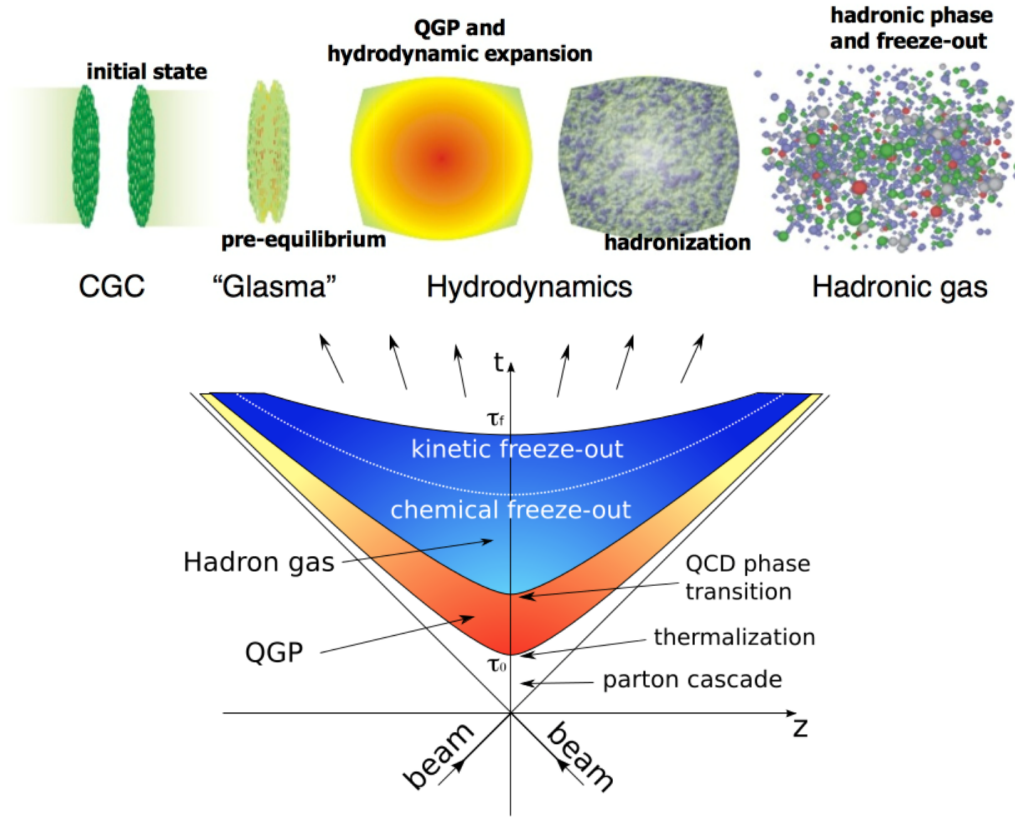 initial state
QGP and
hydrodynamic expansion
hadronic phase
and freeze-out
pre-equilibrium
hadronization
CGC
“Glasma”
Hydrodynamics
Hadronic gas
t
τf
kinetic freeze-out
chemical freeze-out
Hadron gas
QCD phase
transition
QGP
thermalization
τ0
parton cascade
z
beam
beam